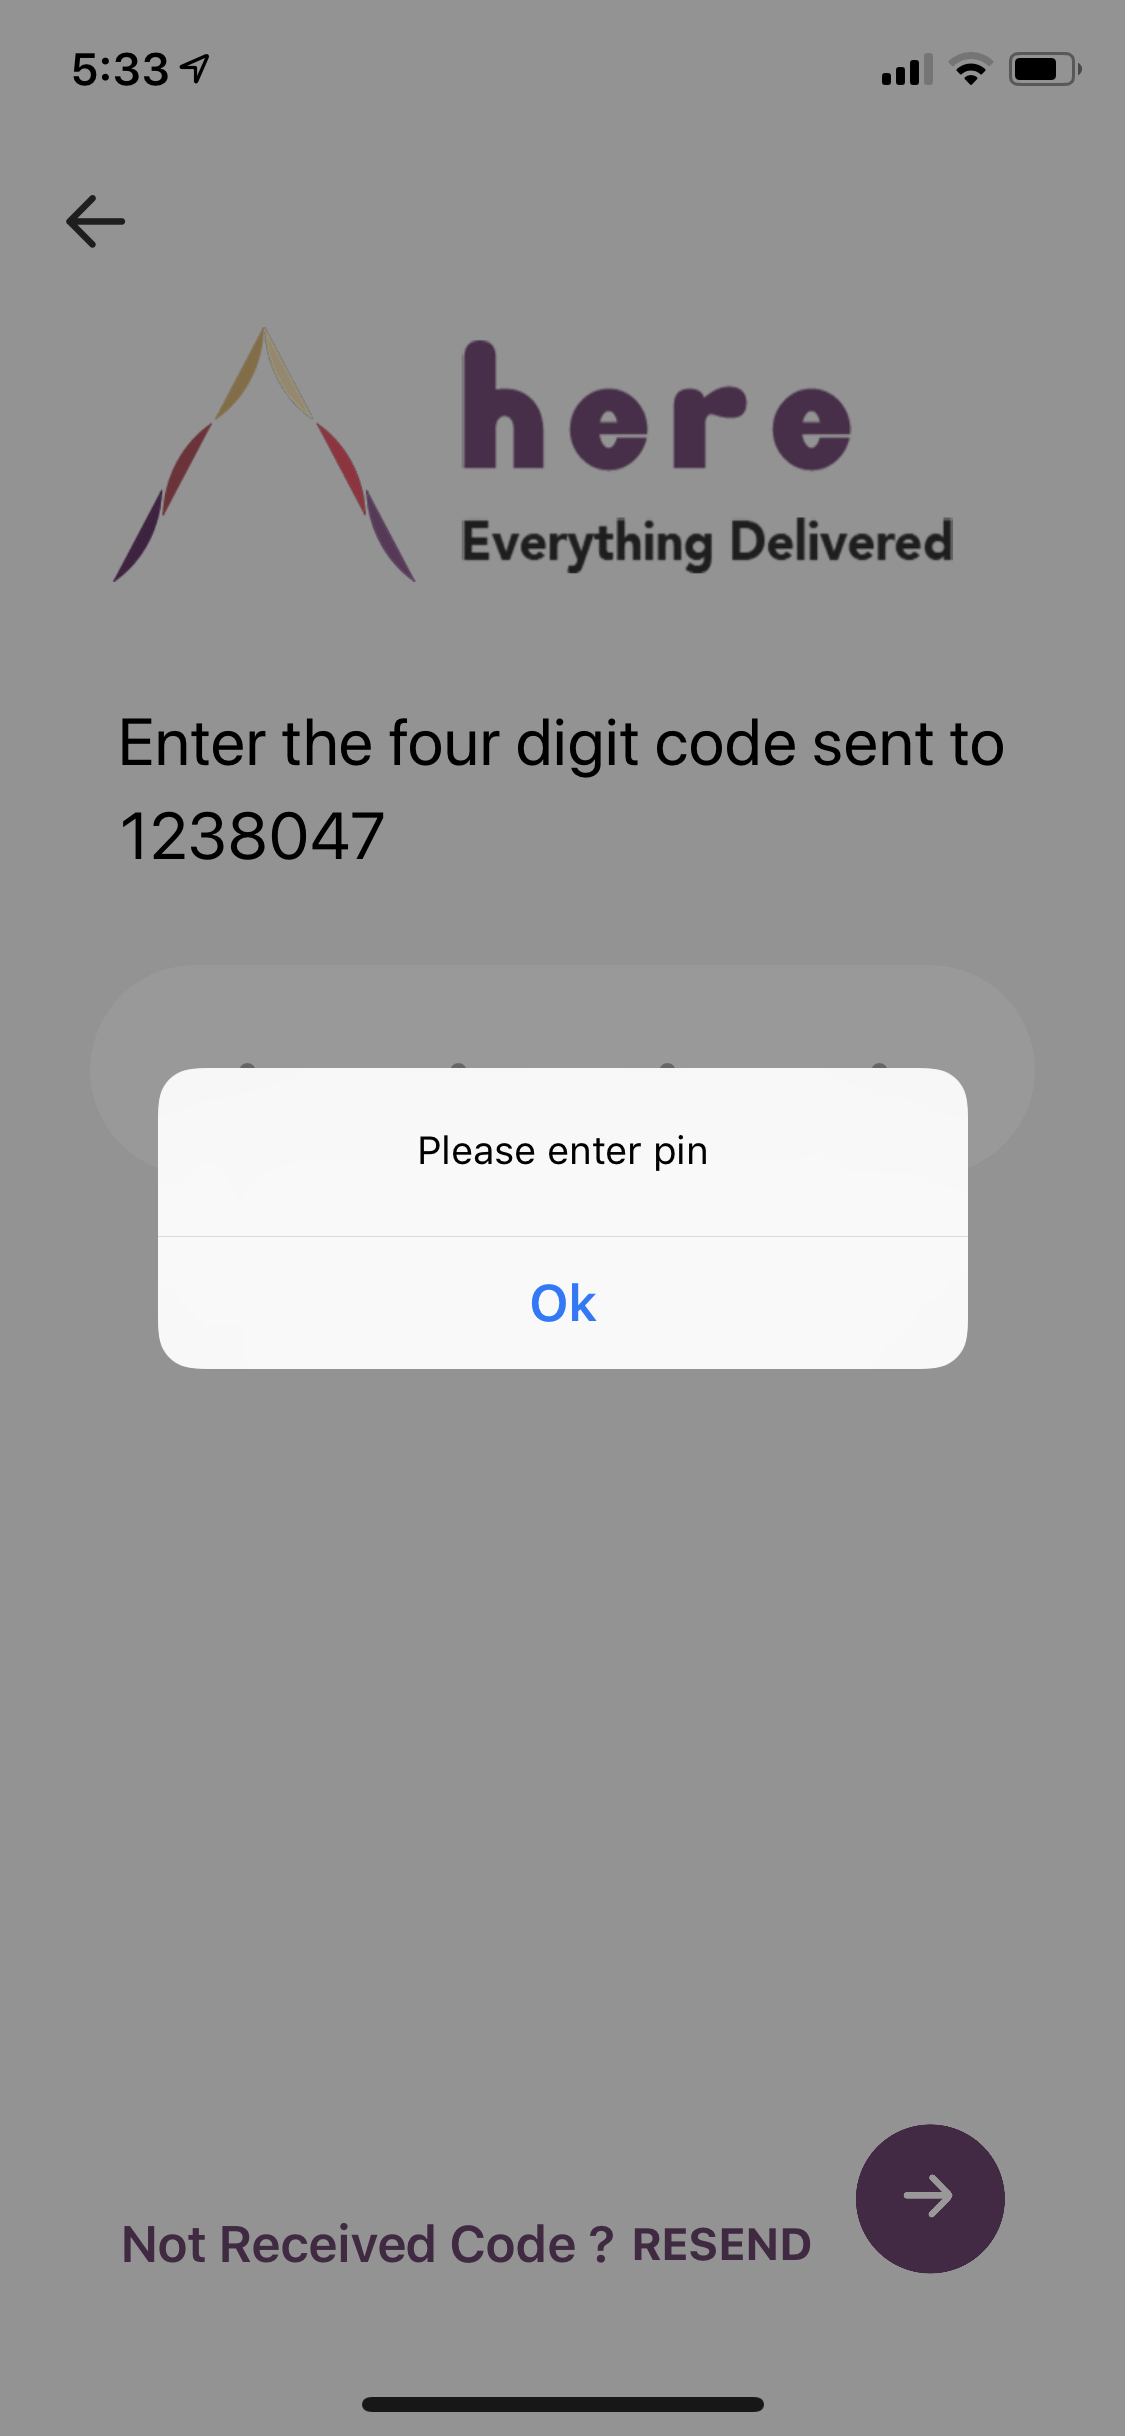 5:33
here
Everything Delivered
Enter the four digit code sent to
1238047
Please enter pin
Ok
Not Received Code ? RESEND